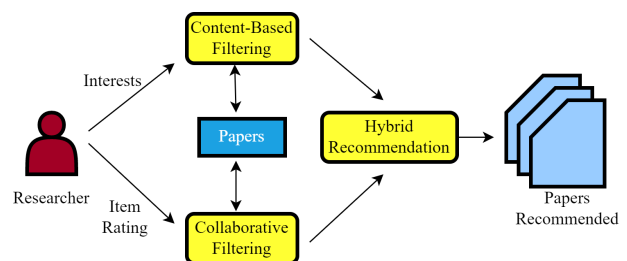 Content-Based
Filtering
Interests
Papers
Hybrid
Recommendation
Researcher
Item
Rating
Collaborative
Filtering
Papers
Recommended